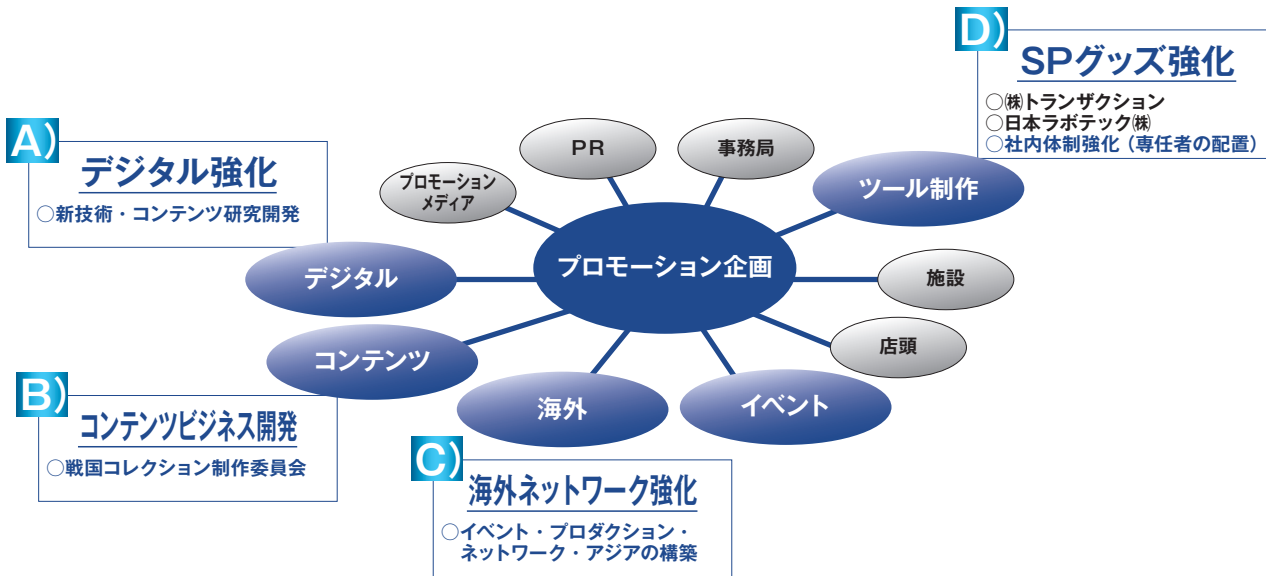 A)
デジタル強化
○新技術・コンテンツ研究開発
B)
コンテンツビジネス開発
○戦国コレクション制作委員会
C)
海外ネットワーク強化
○イベント・プロダクション・
ネットワーク・アジアの構築
D)
SPグッズ強化
○㈱トランザクション
○日本ラボテック㈱
○社内体制強化（専任者の配置）
プロモーション企画
PR
事務局
プロモーション
メディア
ツール制作
デジタル
施設
コンテンツ
店頭
海外
イベント